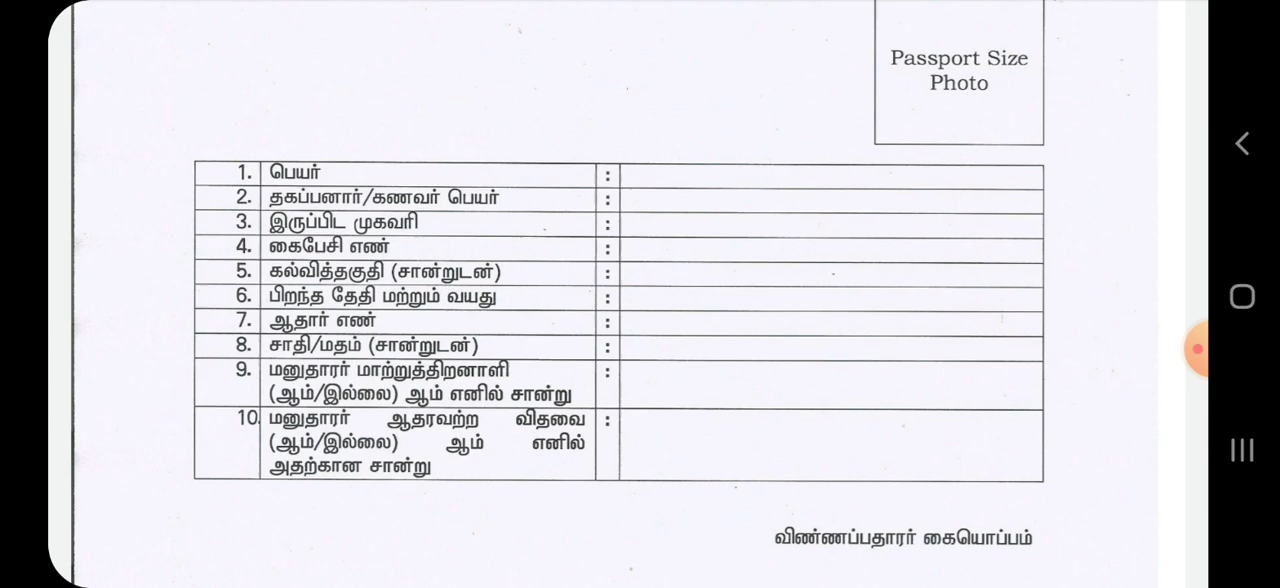 Passport Size
Photo
1. பெயர் :
2. தகப்பனார்/கணவர் பெயர் :
3. இருப்பிட முகவரி :
4. கைபேசி எண் :
5. கல்வித்தகுதி (சான்றுடன்) :
6. பிறந்த தேதி மற்றும் வயது :
7. ஆதார் எண் :
8. சாதி/மதம் (சான்றுடன்) :
9. மனுதாரர் மாற்றுத்திறனாளி :
(ஆம்/இல்லை) ஆம் எனில் சான்று
10. மனுதாரர் ஆதரவற்ற விதவை :
(ஆம்/இல்லை) ஆம் எனில்
அதற்கான சான்று
விண்ணப்பதாரர் கையொப்பம்